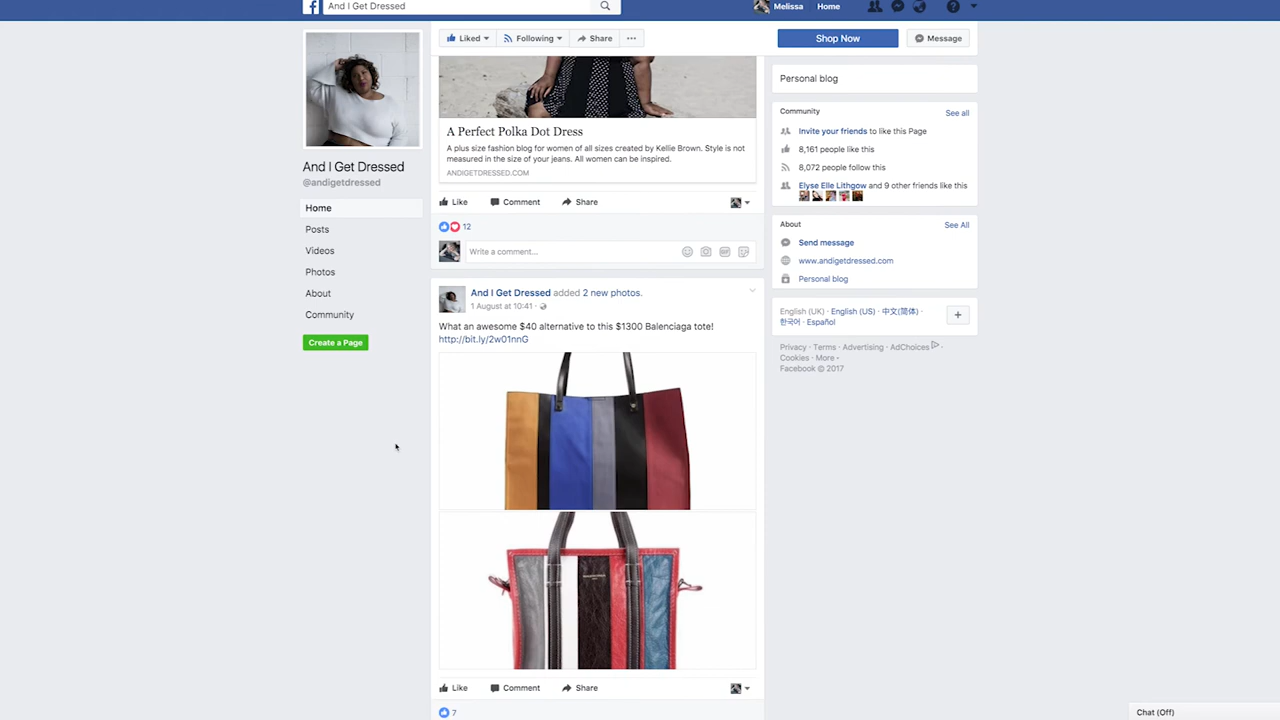 And I Get Dressed
Melissa Home
Liked Following Share
Shop Now Message
And I Get Dressed
@andigetdressed
Home
Posts
Videos
Photos
About
Community
Create a Page
A Perfect Polka Dot Dress
A plus size fashion blog for women of all sizes created by Kellie Brown. Style is not
measured in the size of your jeans. All women can be inspired.
ANDIGETDRESSED.COM
Like Comment Share
12
Write a comment...
And I Get Dressed added 2 new photos.
1 August at 10:41 ·
What an awesome $40 alternative to this $1300 Balenciaga tote!
http://bit.ly/2w01nnG
Like Comment Share
7
Personal blog
Community See all
Invite your friends to like this Page
8,161 people like this
8,072 people follow this
Elyse Elle Lithgow and 9 other friends like this
About See All
Send message
www.andigetdressed.com
Personal blog
English (UK) · English (US) · 中文(简体) ·
한국어 · Español
Privacy · Terms · Advertising · AdChoices ·
Cookies · More
Facebook © 2017
Chat (Off)